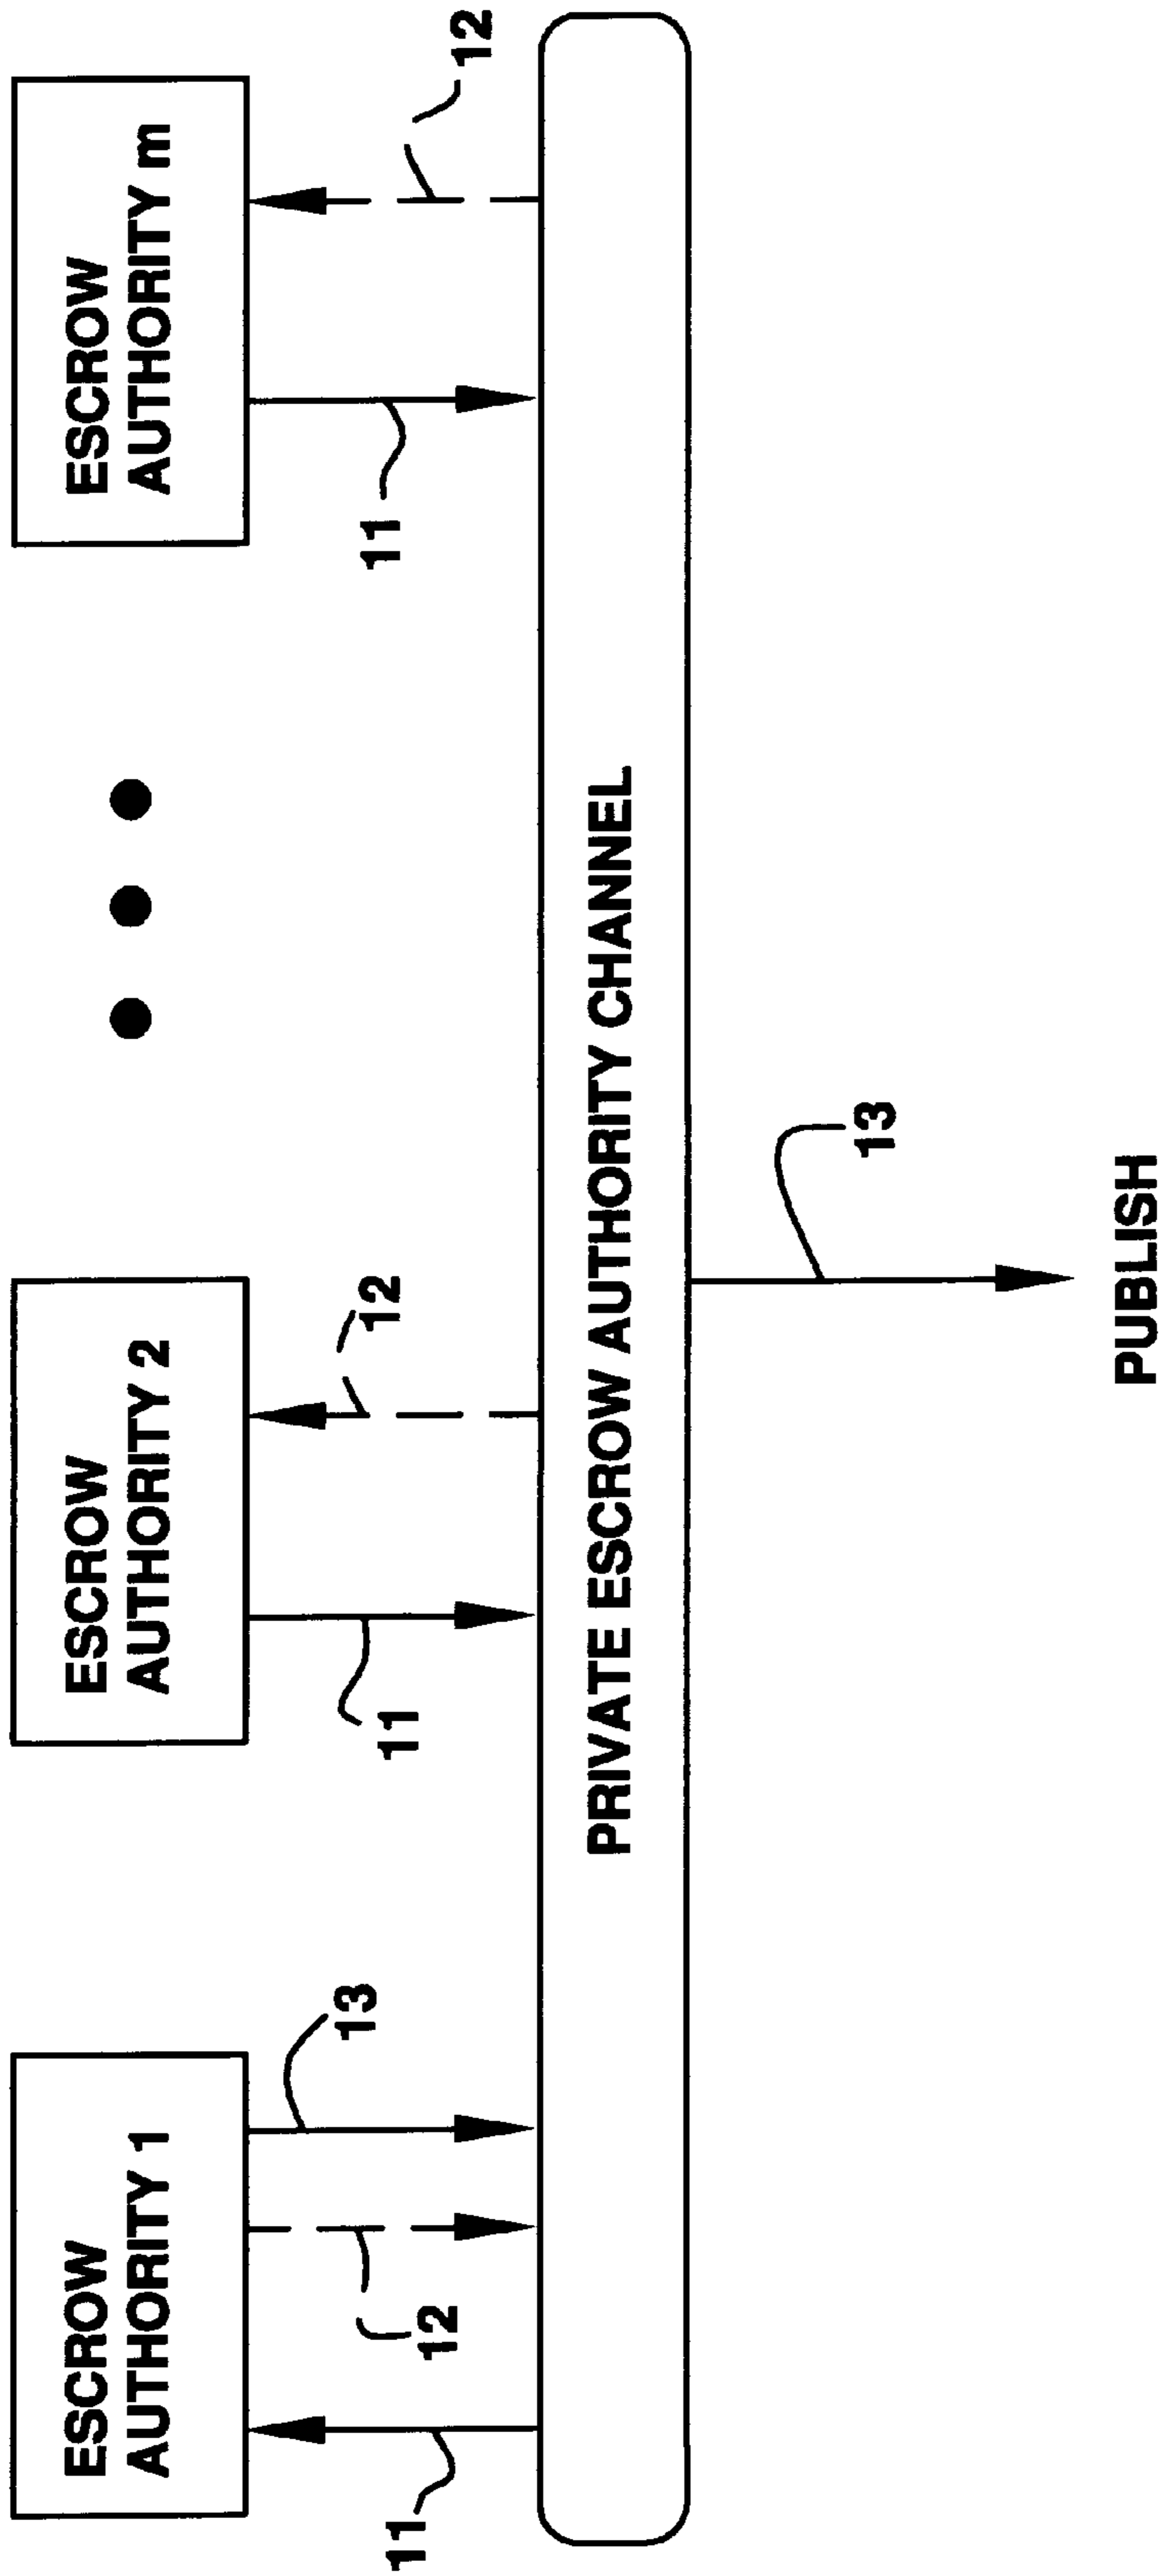 ESCROW
AUTHORITY 1
ESCROW
AUTHORITY 2
ESCROW
AUTHORITY m
11
12
13
11
12
11
12
PRIVATE ESCROW AUTHORITY CHANNEL
13
PUBLISH